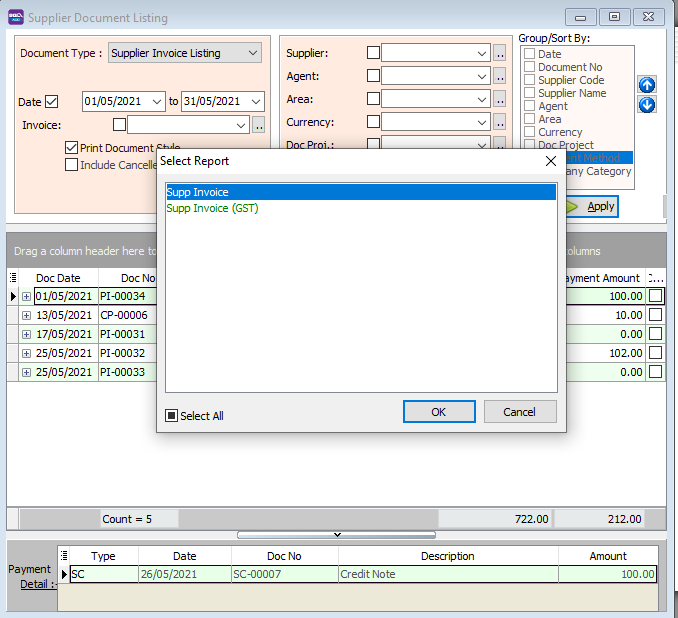 Supplier Document Listing
Document Type :
Supplier Invoice Listing
Date
01/05/2021
to
31/05/2021
Invoice:
..
Print Document Style
Include Cancelle
Supplier:
..
Agent:
..
Area:
..
Currency:
..
Doc Proj.:
Group/Sort By:
Date
Document No
Supplier Code
Supplier Name
Agent
Area
Currency
Doc Project
ent Method
any Category
Apply
Select Report
Supp Invoice
Supp Invoice (GST)
Select All
OK
Cancel
Drag a column header here to
olumns
Doc Date
Doc No
ayment Amount
01/05/2021 PI-00034 100.00
13/05/2021 CP-00006 10.00
17/05/2021 PI-00031 0.00
25/05/2021 PI-00032 102.00
25/05/2021 PI-00033 0.00
Count = 5
722.00
212.00
Payment
Detail :-
Type Date Doc No Description Amount
SC 26/05/2021 SC-00007 Credit Note 100.00